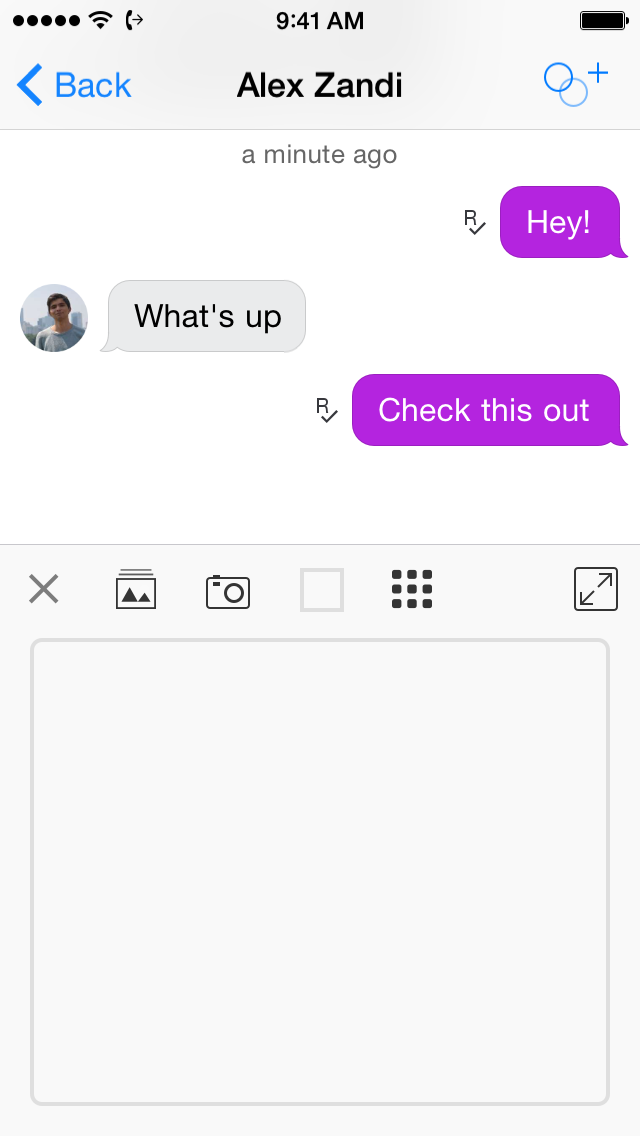 9:41 AM
Back
Alex Zandi
a minute ago
R
Hey!
What's up
R
Check this out